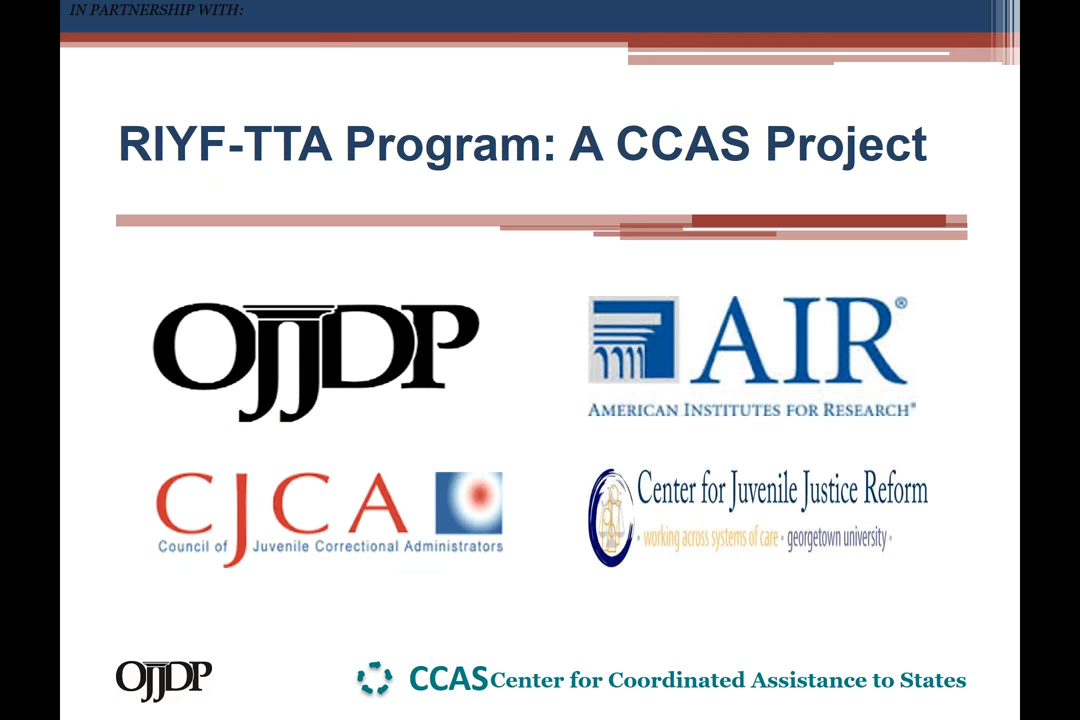 IN PARTNERSHIP WITH:
RIYF-TTA Program: A CCAS Project
OJJDP
AIR®
AMERICAN INSTITUTES FOR RESEARCH®
CJCA
Council of Juvenile Correctional Administrators
Center for Juvenile Justice Reform
• working across systems of care • georgetown university •
OJJDP
CCAS Center for Coordinated Assistance to States